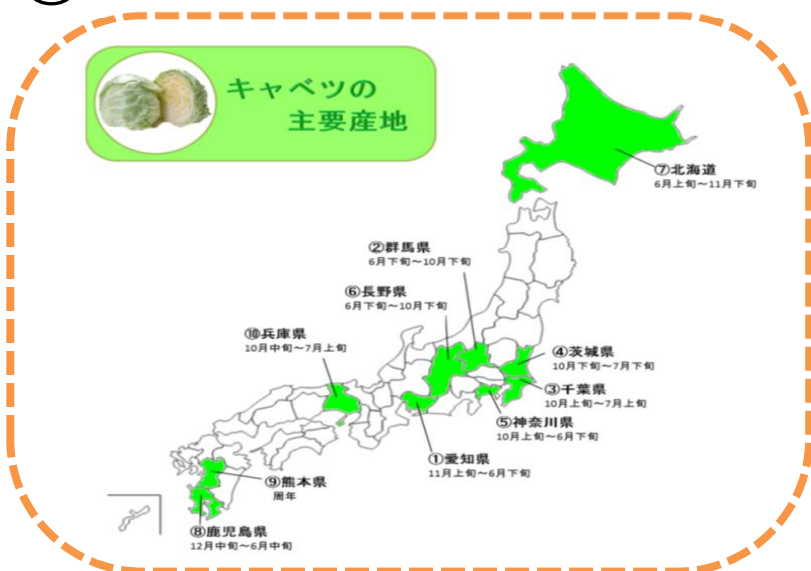 キャベツの
主要産地
⑦北海道
6月上旬～11月下旬
②群馬県
6月下旬～10月下旬
⑥長野県
6月下旬～10月下旬
⑩兵庫県
10月中旬～7月上旬
④茨城県
10月下旬～7月下旬
③千葉県
10月上旬～7月上旬
⑤神奈川県
10月上旬～6月下旬
①愛知県
11月上旬～6月下旬
⑨熊本県
周年
⑧鹿児島県
12月中旬～6月中旬